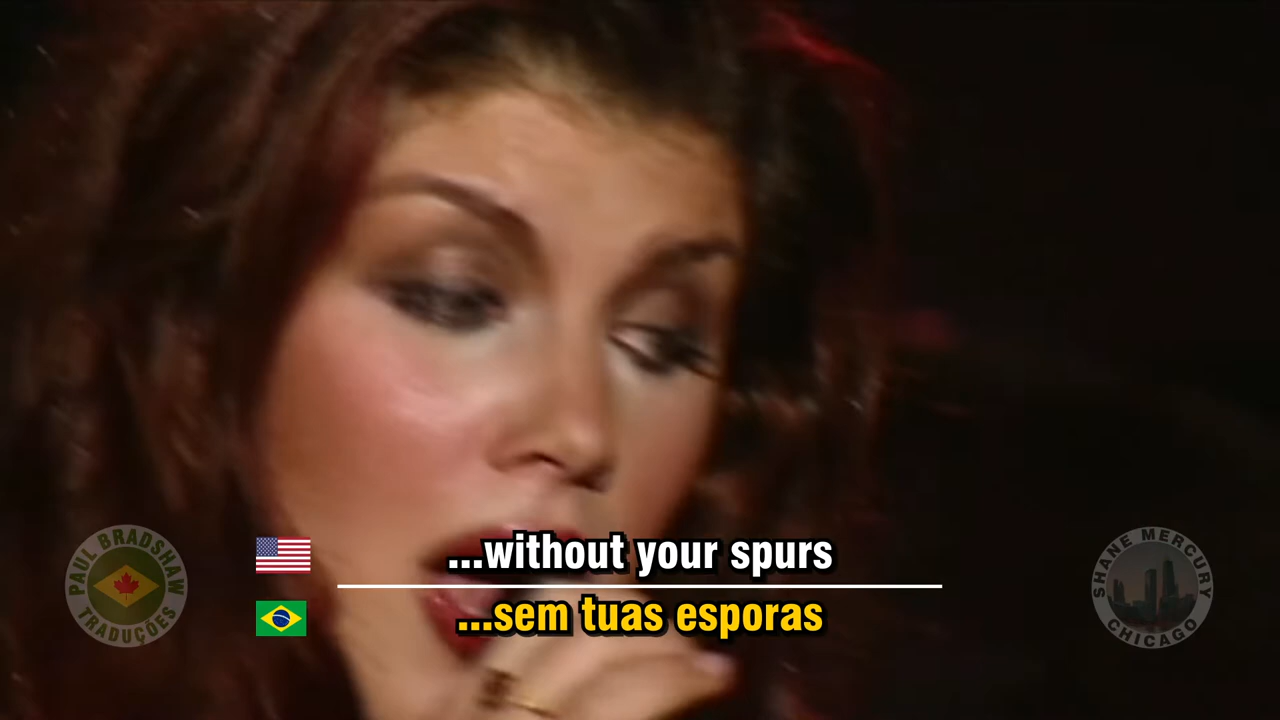 ...without your spurs
...sem tuas esporas
PAUL BRADSHAW
TRADUÇÕES
SHANE MERCURY
CHICAGO